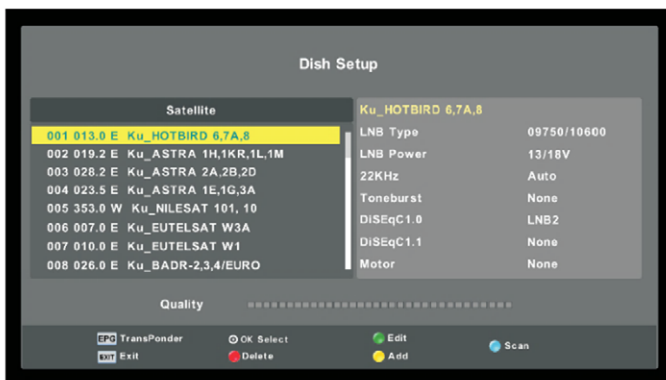 Dish Setup
Satellite
001 013.0 E Ku_HOTBIRD 6,7A,8
002 019.2 E Ku_ASTRA 1H,1KR,1L,1M
003 028.2 E Ku_ASTRA 2A,2B,2D
004 023.5 E Ku_ASTRA 1E,1G,3A
005 353.0 W Ku_NILESAT 101, 10
006 007.0 E Ku_EUTELSAT W3A
007 010.0 E Ku_EUTELSAT W1
008 026.0 E Ku_BADR-2,3,4/EURO
Ku_HOTBIRD 6,7A,8
LNB Type 09750/10600
LNB Power 13/18V
22KHz Auto
Toneburst None
DiSEqC1.0 LNB2
DiSEqC1.1 None
Motor None
Quality
EPG TransPonder OK Select Edit Scan
EXIT Exit Delete Add